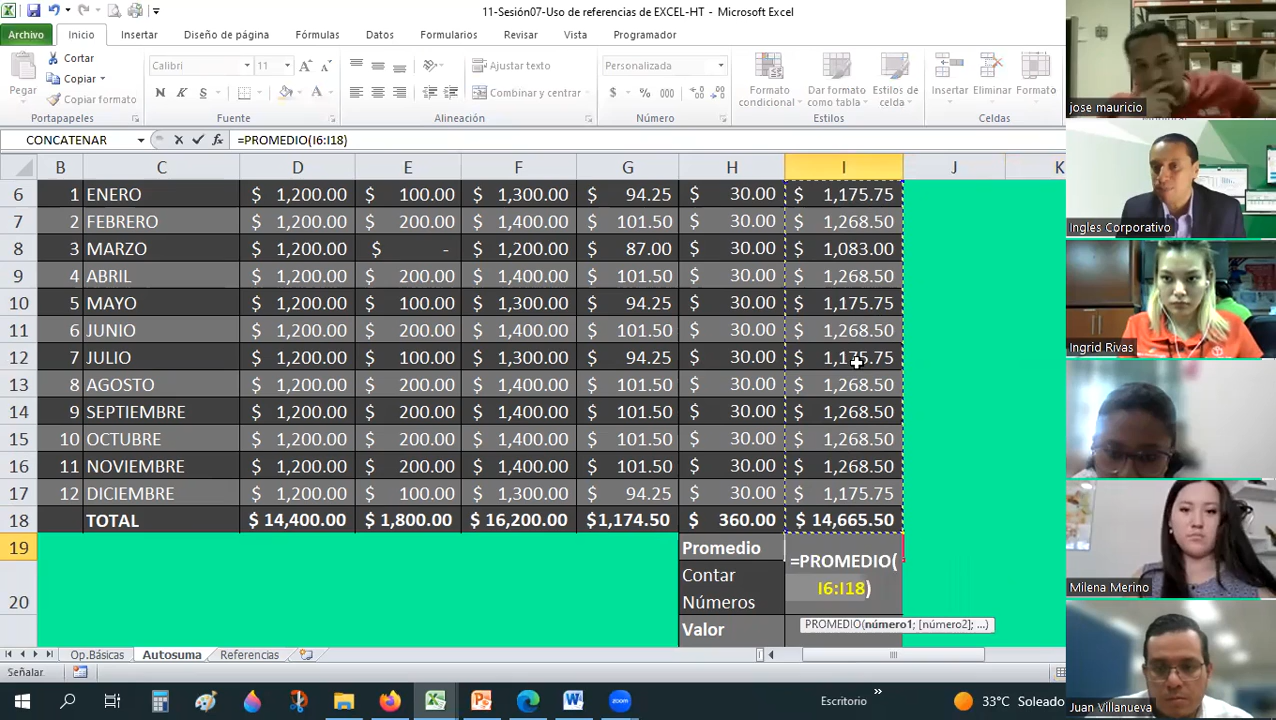 11-Sesión07-Uso de referencias de EXCEL-HT - Microsoft Excel
Archivo Inicio Insertar Diseño de página Fórmulas Datos Formularios Revisar Vista Programador
Cortar
Copiar
Copiar formato
Pegar
Calibri 11
N K S
Ajustar texto
Combinar y centrar
Personalizada
$ % 000
Formato condicional
Dar formato como tabla
Estilos de celda
Insertar Eliminar Formato
Portapapeles Fuente Alineación Número Estilos Celdas
CONCATENAR =PROMEDIO(I6:I18)
B C D E F G H I J K
6 1 ENERO $ 1,200.00 $ 100.00 $ 1,300.00 $ 94.25 $ 30.00 $ 1,175.75
7 2 FEBRERO $ 1,200.00 $ 200.00 $ 1,400.00 $ 101.50 $ 30.00 $ 1,268.50
8 3 MARZO $ 1,200.00 $ - $ 1,200.00 $ 87.00 $ 30.00 $ 1,083.00
9 4 ABRIL $ 1,200.00 $ 200.00 $ 1,400.00 $ 101.50 $ 30.00 $ 1,268.50
10 5 MAYO $ 1,200.00 $ 100.00 $ 1,300.00 $ 94.25 $ 30.00 $ 1,175.75
11 6 JUNIO $ 1,200.00 $ 200.00 $ 1,400.00 $ 101.50 $ 30.00 $ 1,268.50
12 7 JULIO $ 1,200.00 $ 100.00 $ 1,300.00 $ 94.25 $ 30.00 $ 1,175.75
13 8 AGOSTO $ 1,200.00 $ 200.00 $ 1,400.00 $ 101.50 $ 30.00 $ 1,268.50
14 9 SEPTIEMBRE $ 1,200.00 $ 200.00 $ 1,400.00 $ 101.50 $ 30.00 $ 1,268.50
15 10 OCTUBRE $ 1,200.00 $ 200.00 $ 1,400.00 $ 101.50 $ 30.00 $ 1,268.50
16 11 NOVIEMBRE $ 1,200.00 $ 200.00 $ 1,400.00 $ 101.50 $ 30.00 $ 1,268.50
17 12 DICIEMBRE $ 1,200.00 $ 100.00 $ 1,300.00 $ 94.25 $ 30.00 $ 1,175.75
18 TOTAL $ 14,400.00 $ 1,800.00 $ 16,200.00 $1,174.50 $ 360.00 $ 14,665.50
19 Promedio =PROMEDIO(
I6:I18)
20 Contar
Números
Valor
PROMEDIO(número1; [número2]; ...)
Op.Básicas Autosuma Referencias
Señalar
Escritorio » 33°C Soleado
zoom
jose mauricio
Ingles Corporativo
Ingrid Rivas
Milena Merino
Juan Villanueva